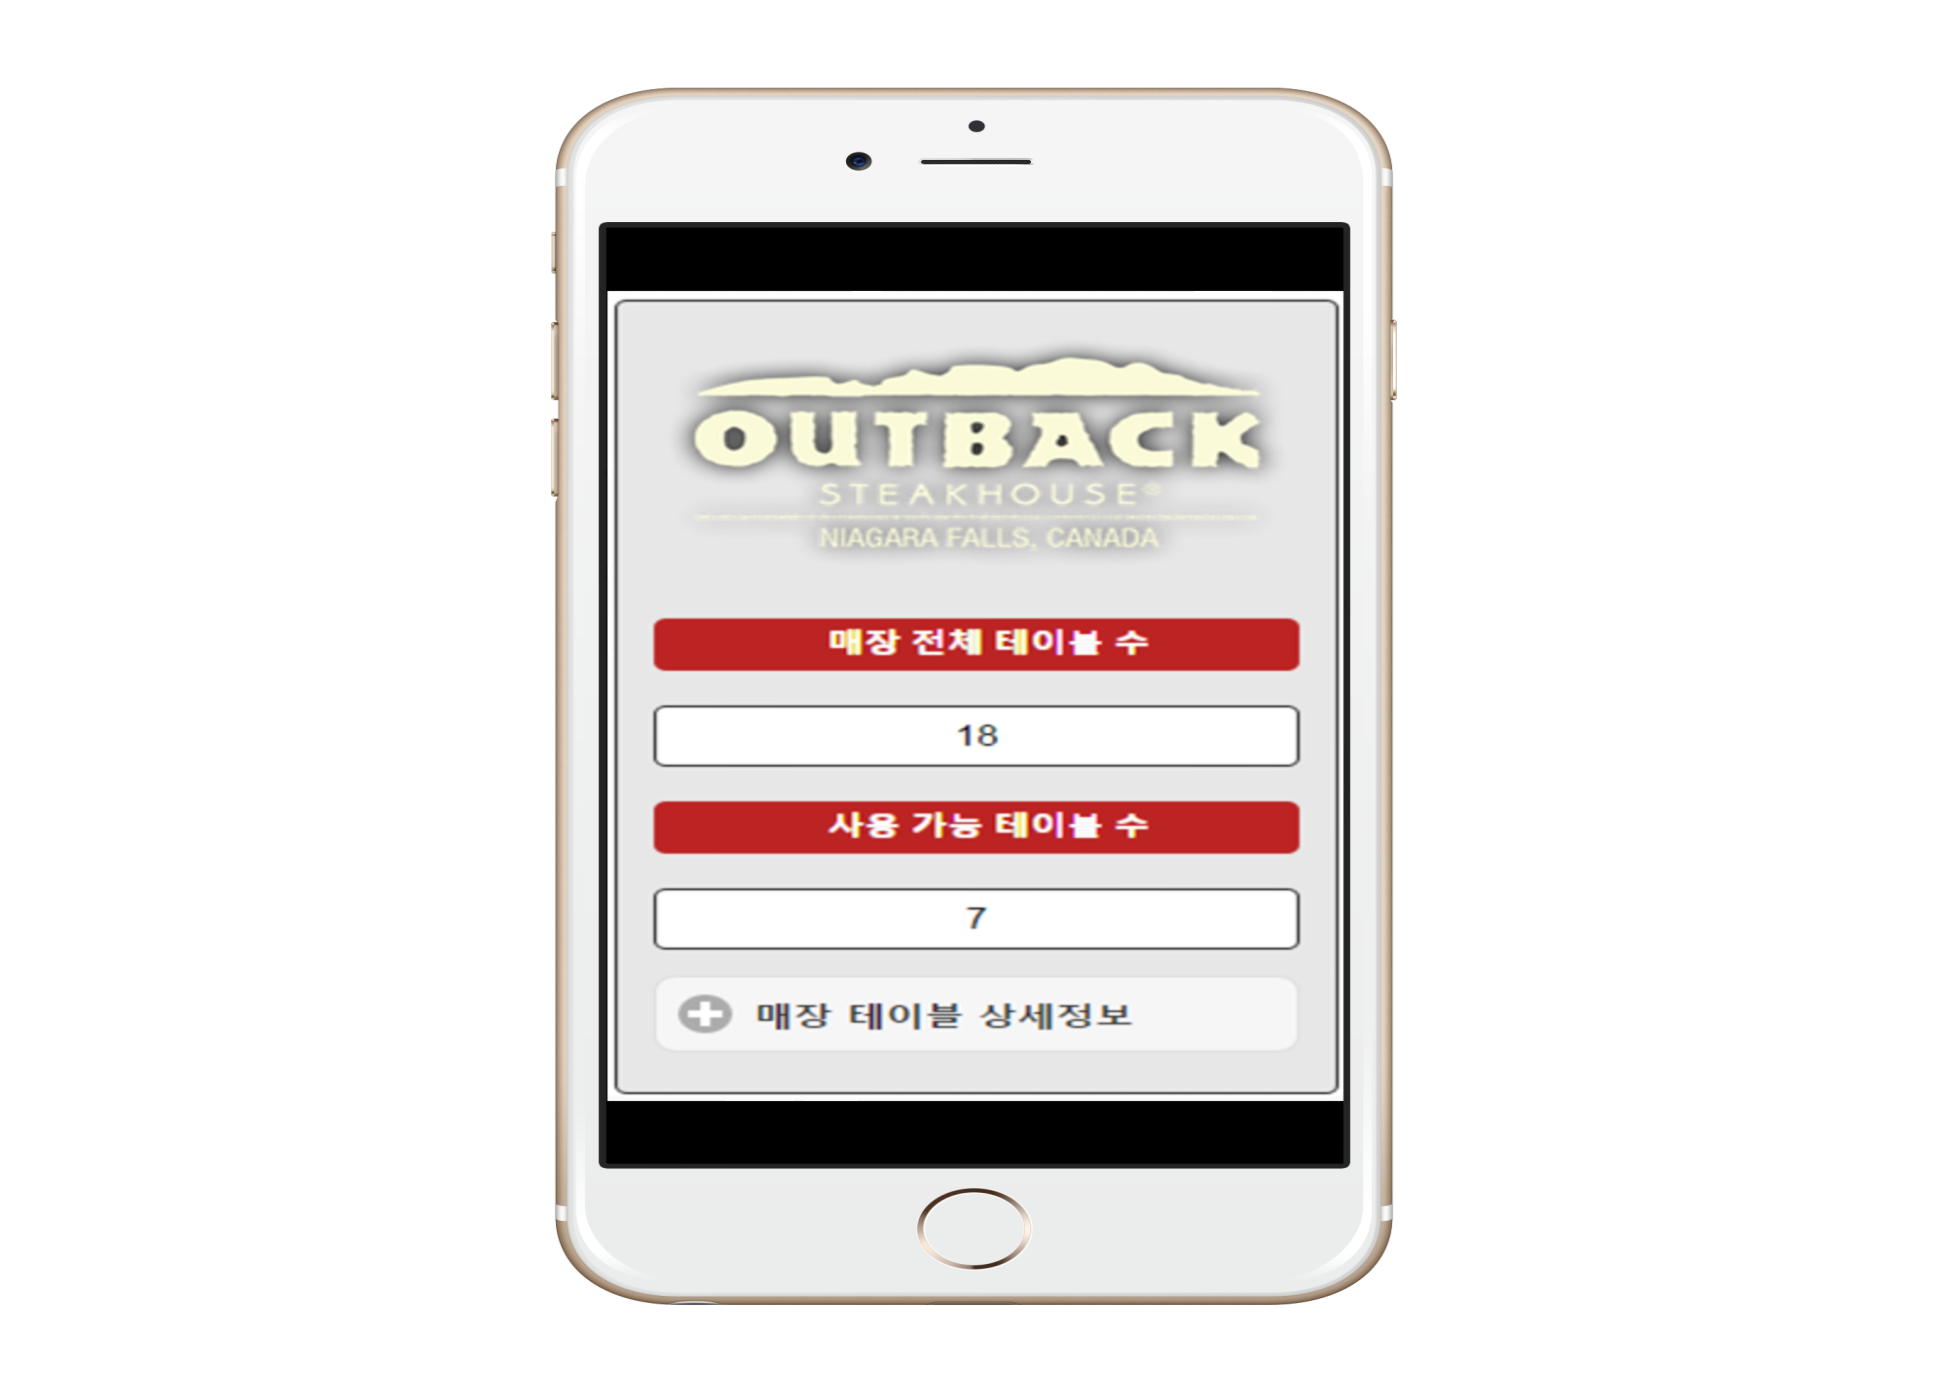 OUTBACK
STEAKHOUSE®
NIAGARA FALLS, CANADA
매장 전체 테이블 수
18
사용 가능 테이블 수
7
매장 테이블 상세정보